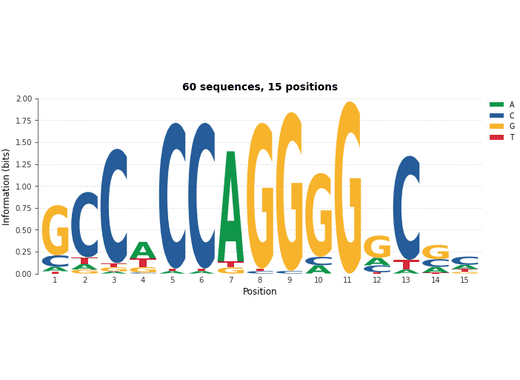 60 sequences, 15 positions
2.00
1.75
1.50
1.25
1.00
0.75
0.50
0.25
0.00
Information (bits)
1 2 3 4 5 6 7 8 9 10 11 12 13 14 15
Position
A
C
G
T
G C A T
C T A G
C T G A
A T G C
C T A
C T A
A T G
G T C
G C
G C A
G
G A C T
C T A
G C A T
C A T G